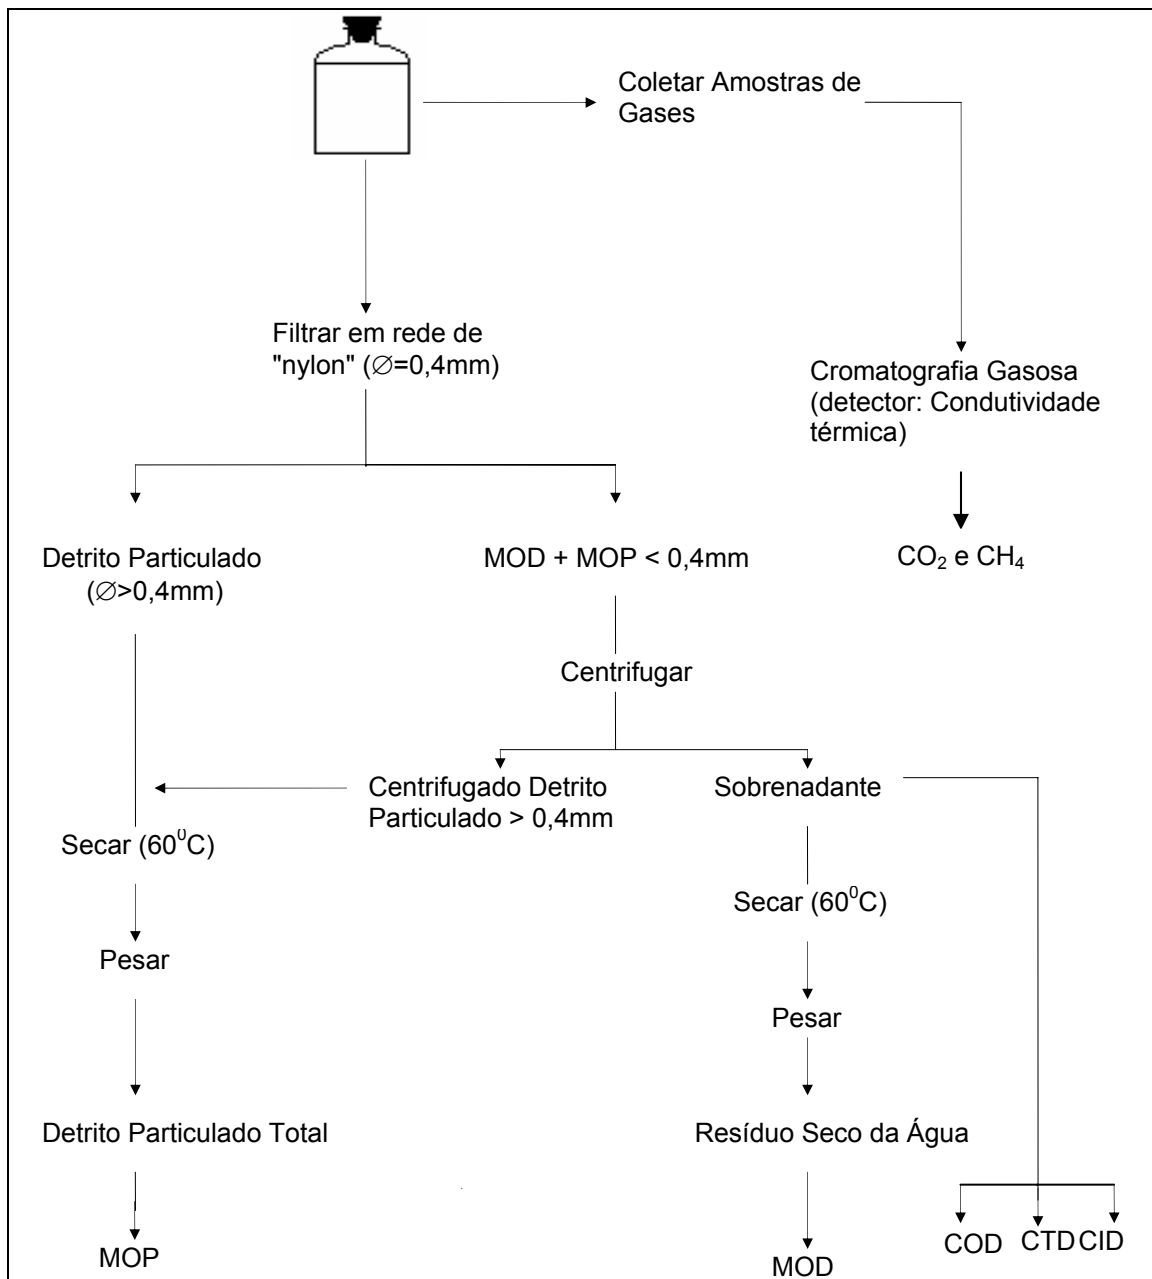 Coletar Amostras de
Gases
Filtrar em rede de
"nylon" (∅=0,4mm)
Cromatografia Gasosa
(detector: Condutividade
térmica)
Detrito Particulado
(∅>0,4mm)
MOD + MOP < 0,4mm
CO₂ e CH₄
Centrifugar
Centrifugado Detrito
Particulado > 0,4mm
Sobrenadante
Secar (60⁰C)
Secar (60⁰C)
Pesar
Pesar
Detrito Particulado Total
Resíduo Seco da Água
MOP
MOD
COD
CTD
CID